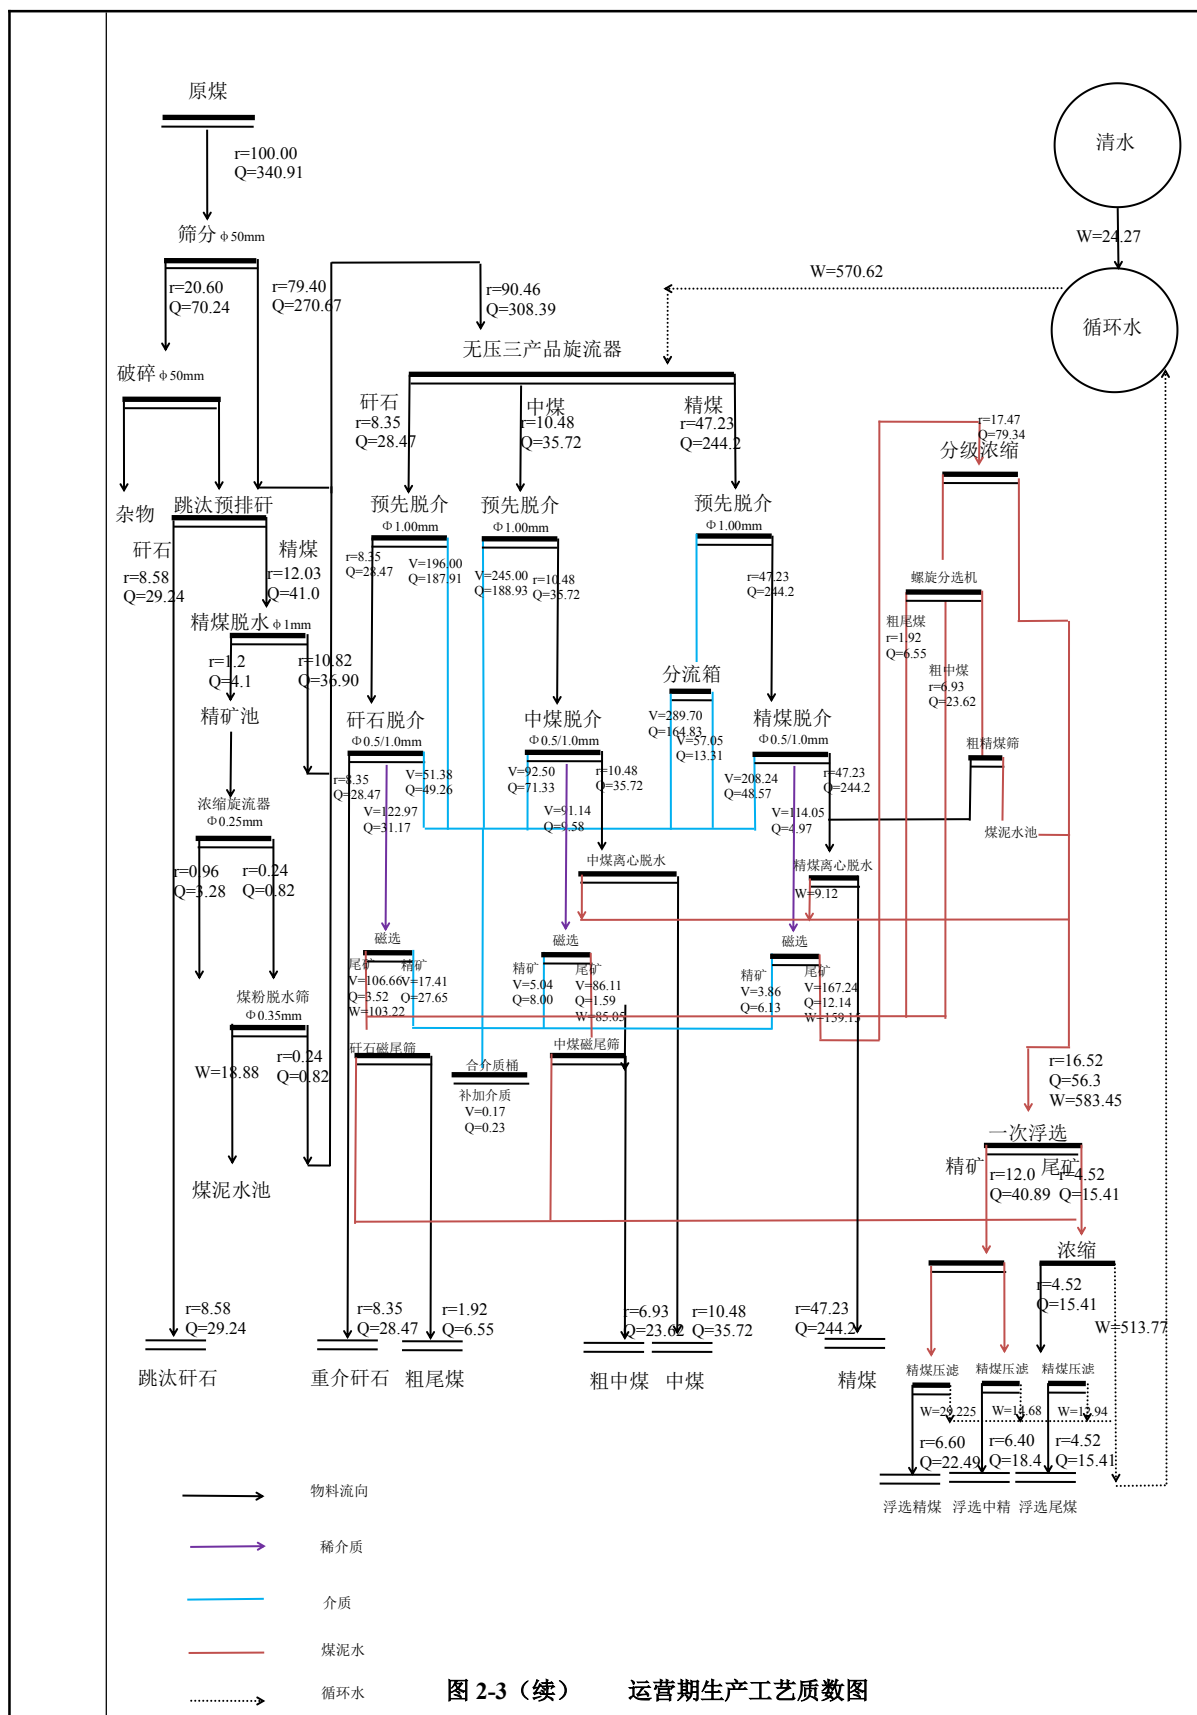 原煤
r=100.00
Q=340.91
筛分 φ50mm
r=20.60
Q=70.24
r=79.40
Q=270.67
破碎 φ50mm
杂物
跳汰预排矸
矸石
r=8.58
Q=29.24
精煤
r=12.03
Q=41.0
精煤脱水 φ1mm
r=1.2
Q=4.1
r=10.82
Q=36.90
精矿池
浓缩旋流器
Φ0.25mm
r=0.96
Q=3.28
r=0.24
Q=0.82
煤粉脱水筛
Φ0.35mm
W=18.88
r=0.24
Q=0.82
煤泥水池
r=8.58
Q=29.24
跳汰矸石
清水
W=24.27
循环水
W=570.62
r=90.46
Q=308.39
无压三产品旋流器
矸石
r=8.35
Q=28.47
中煤
r=10.48
Q=35.72
精煤
r=47.23
Q=244.2
预先脱介
Φ1.00mm
预先脱介
Φ1.00mm
预先脱介
Φ1.00mm
r=8.35
Q=28.47
V=196.00
Q=187.91
V=245.00
Q=188.93
r=10.48
Q=35.72
r=47.23
Q=244.2
分流箱
V=289.70
Q=164.83
V=57.05
Q=13.31
矸石脱介
Φ0.5/1.0mm
中煤脱介
Φ0.5/1.0mm
精煤脱介
Φ0.5/1.0mm
r=8.35
Q=28.47
V=51.38
Q=49.26
V=122.97
Q=31.17
V=92.50
Q=71.33
r=10.48
Q=35.72
V=91.14
Q=9.58
V=208.24
Q=48.57
r=47.23
Q=244.2
V=114.05
Q=4.97
中煤离心脱水
精煤离心脱水
W=9.12
磁选
磁选
磁选
尾矿
V=106.66
Q=3.52
W=103.22
精矿
V=17.41
Q=27.65
精矿
V=5.04
Q=8.00
尾矿
V=86.11
Q=1.59
W=85.05
精矿
V=3.86
Q=6.13
尾矿
V=167.24
Q=12.14
W=159.15
矸石磁尾筛
合介质桶
补加介质
V=0.17
Q=0.23
中煤磁尾筛
r=17.47
Q=79.34
分级浓缩
螺旋分选机
粗尾煤
r=1.92
Q=6.55
粗中煤
r=6.93
Q=23.62
粗精煤筛
煤泥水池
r=16.52
Q=56.3
W=583.45
一次浮选
精矿
r=12.0
Q=40.89
尾矿
r=4.52
Q=15.41
浓缩
r=4.52
Q=15.41
W=513.77
精煤压滤
精煤压滤
精煤压滤
W=29.225
W=14.68
W=12.94
r=6.60
Q=22.49
r=6.40
Q=18.4
r=4.52
Q=15.41
浮选精煤
浮选中精
浮选尾煤
r=8.35
Q=28.47
重介矸石
r=1.92
Q=6.55
粗尾煤
r=6.93
Q=23.62
粗中煤
r=10.48
Q=35.72
中煤
r=47.23
Q=244.2
精煤
物料流向
稀介质
介质
煤泥水
循环水
图 2-3（续） 运营期生产工艺质数图